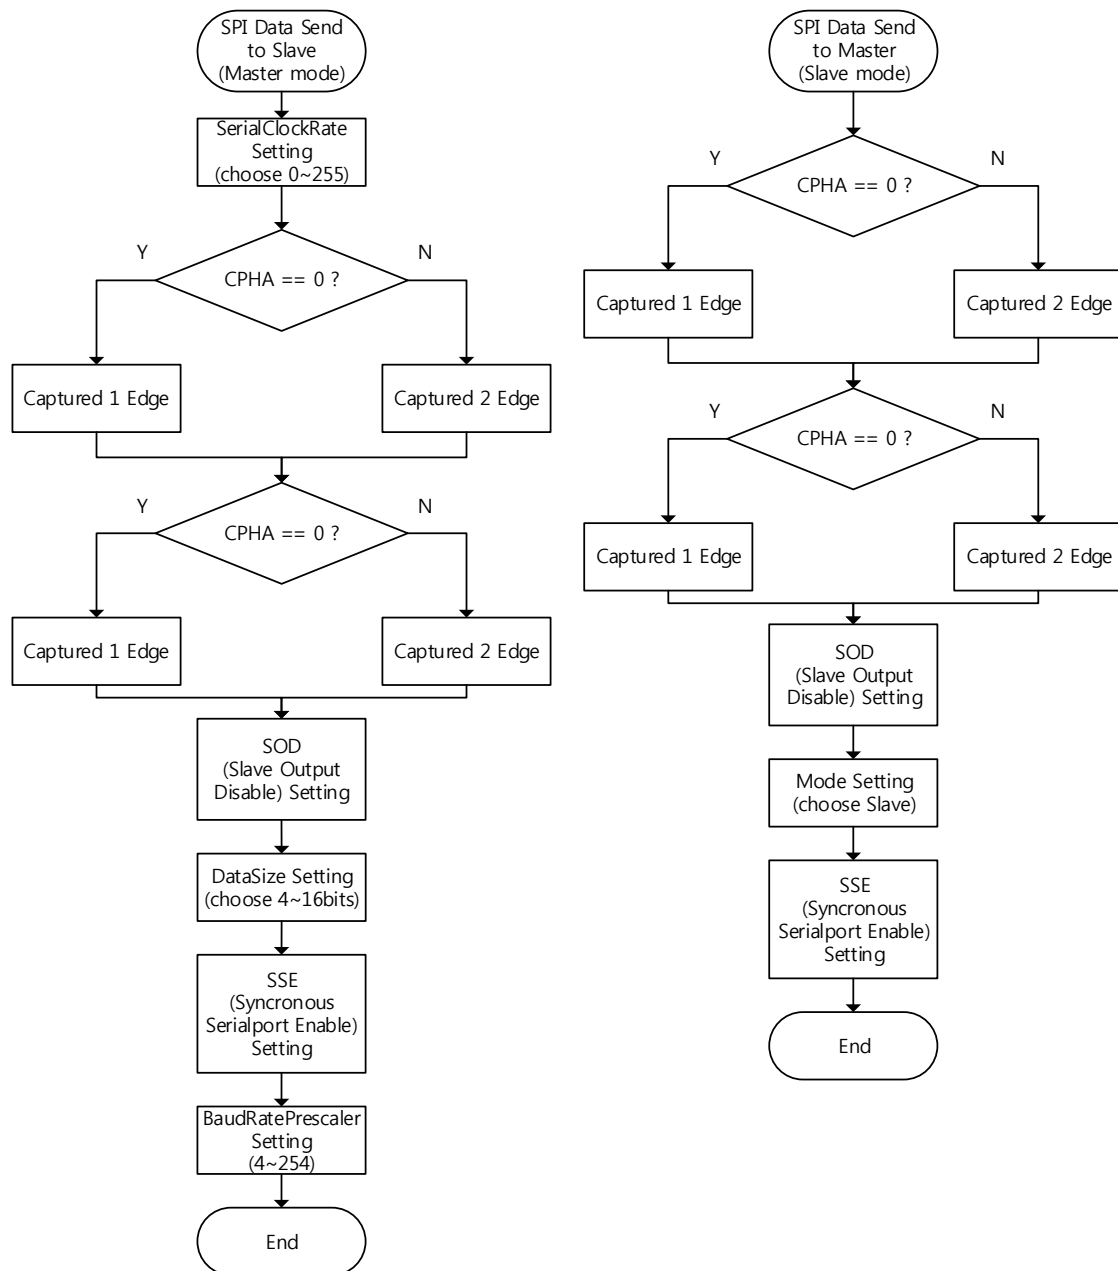 SPI Data Send
to Slave
(Master mode)
SerialClockRate
Setting
(choose 0~255)
Y
N
CPHA == 0 ?
Captured 1 Edge
Captured 2 Edge
Y
N
CPHA == 0 ?
Captured 1 Edge
Captured 2 Edge
SOD
(Slave Output
Disable) Setting
DataSize Setting
(choose 4~16bits)
SSE
(Syncronous
Serialport Enable)
Setting
BaudRatePrescaler
Setting
(4~254)
End
SPI Data Send
to Master
(Slave mode)
Y
N
CPHA == 0 ?
Captured 1 Edge
Captured 2 Edge
Y
N
CPHA == 0 ?
Captured 1 Edge
Captured 2 Edge
SOD
(Slave Output
Disable) Setting
Mode Setting
(choose Slave)
SSE
(Syncronous
Serialport Enable)
Setting
End